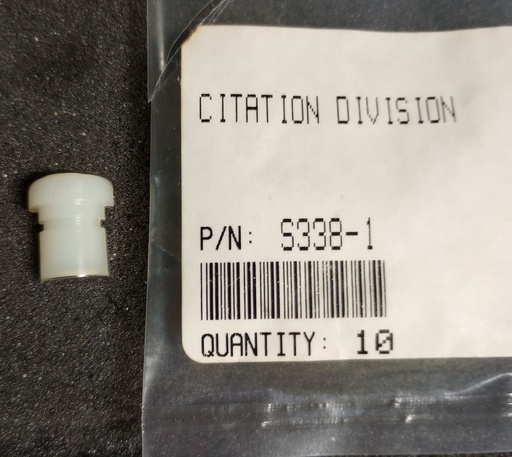 CITATION DIVISION
P/N: S338-1
QUANTITY: 10